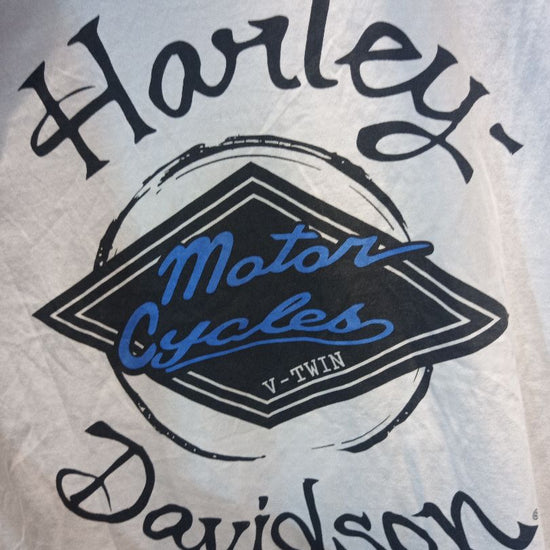 Harley-
Motor
Cycles
V-TWIN
Davidson